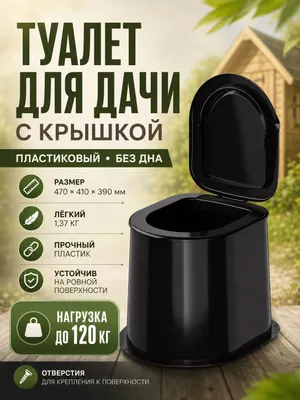 ТУАЛЕТ
ДЛЯ ДАЧИ
С КРЫШКОЙ
ПЛАСТИКОВЫЙ • БЕЗ ДНА
РАЗМЕР
470 × 410 × 390 мм
ЛЁГКИЙ
1,37 КГ
ПРОЧНЫЙ
ПЛАСТИК
УСТОЙЧИВ
НА РОВНОЙ
ПОВЕРХНОСТИ
НАГРУЗКА
ДО 120 КГ
ОТВЕРСТИЯ
ДЛЯ КРЕПЛЕНИЯ К ПОВЕРХНОСТИ